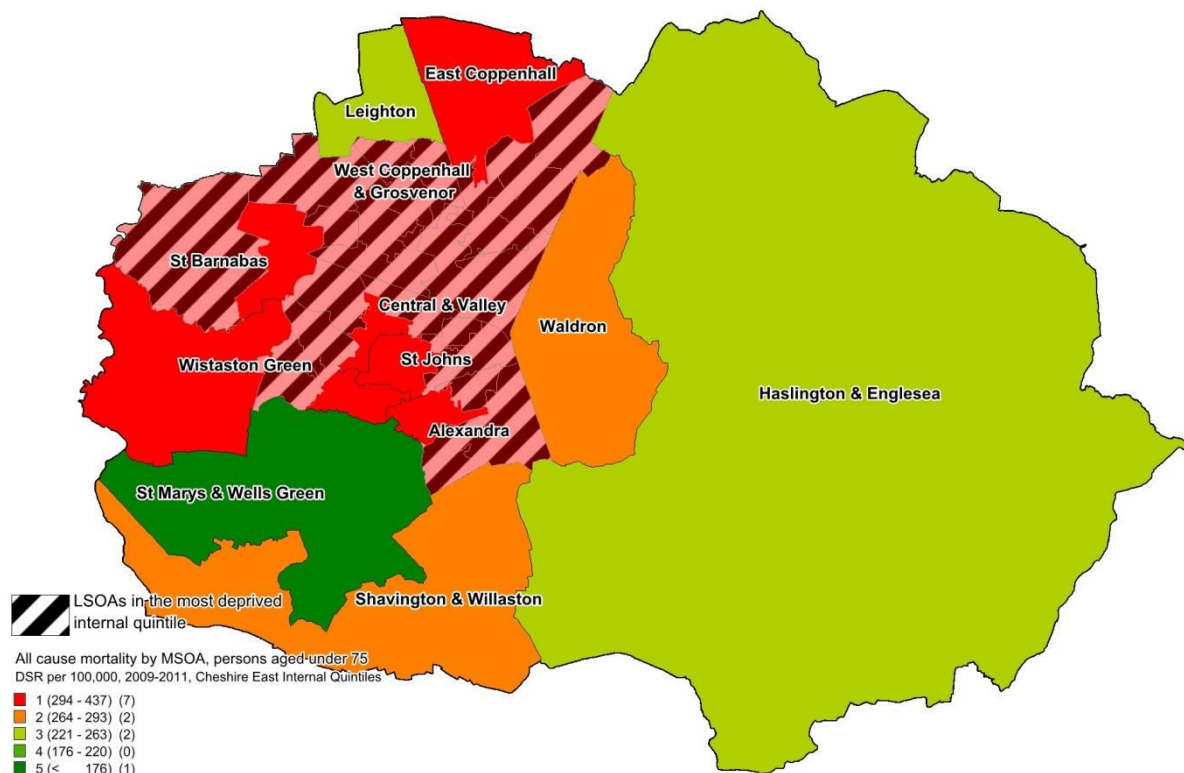 East Coppenhall
Leighton
West Coppenhall
& Grosvenor
St Barnabas
Central & Valley
Waldron
Wistaston Green
St Johns
Haslington & Englesea
Alexandra
St Marys & Wells Green
Shavington & Willaston
LSOAs in the most deprived
internal quintile
All cause mortality by MSOA, persons aged under 75
DSR per 100,000, 2009-2011, Cheshire East Internal Quintiles
1 (294 - 437) (7)
2 (264 - 293) (2)
3 (221 - 263) (2)
4 (176 - 220) (0)
5 (< 176) (1)